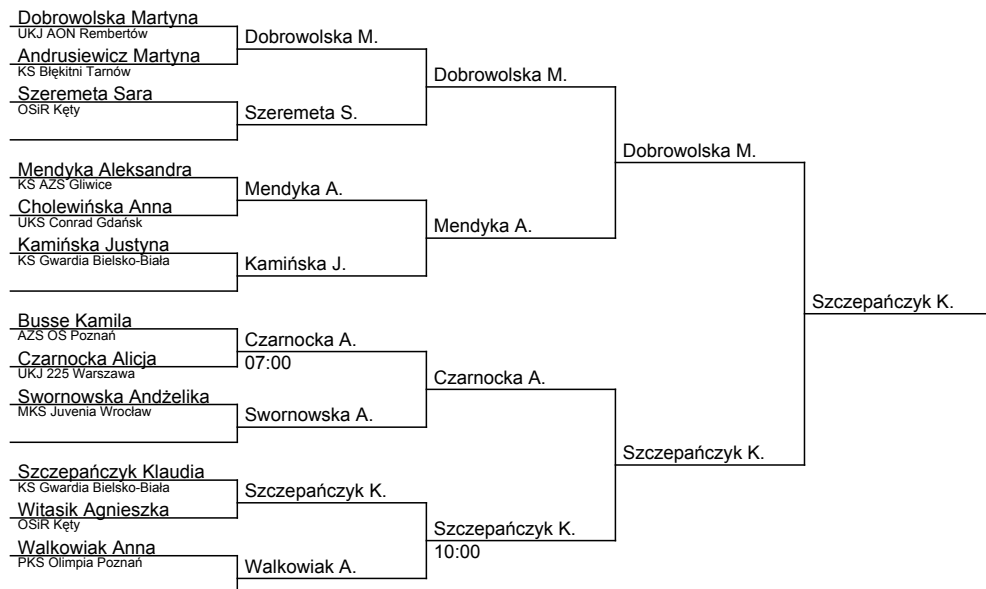 Dobrowolska Martyna
UKJ AON Rembertów
Dobrowolska M.
Andrusiewicz Martyna
KS Błękitni Tarnów
Dobrowolska M.
Szeremeta Sara
OSiR Kęty
Szeremeta S.
Dobrowolska M.
Mendyka Aleksandra
KS AZS Gliwice
Mendyka A.
Cholewińska Anna
UKS Conrad Gdańsk
Mendyka A.
Kamińska Justyna
KS Gwardia Bielsko-Biała
Kamińska J.
Szczepańczyk K.
Busse Kamila
AZS OŚ Poznań
Czarnocka A.
07:00
Czarnocka Alicja
UKJ 225 Warszawa
Czarnocka A.
Swornowska Andżelika
MKS Juvenia Wrocław
Swornowska A.
Szczepańczyk K.
Szczepańczyk Klaudia
KS Gwardia Bielsko-Biała
Szczepańczyk K.
Witasik Agnieszka
OSiR Kęty
Szczepańczyk K.
10:00
Walkowiak Anna
PKS Olimpia Poznań
Walkowiak A.